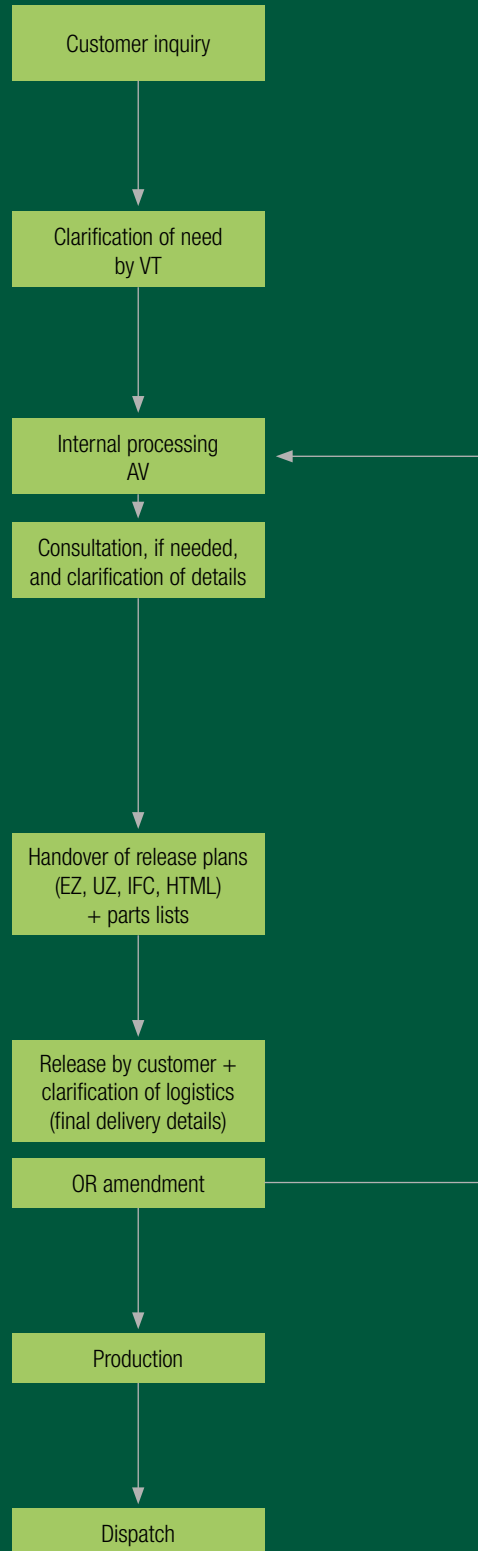 Customer inquiry
Clarification of need
by VT
Internal processing
AV
Consultation, if needed,
and clarification of details
Handover of release plans
(EZ, UZ, IFC, HTML)
+ parts lists
Release by customer +
clarification of logistics
(final delivery details)
OR amendment
Production
Dispatch